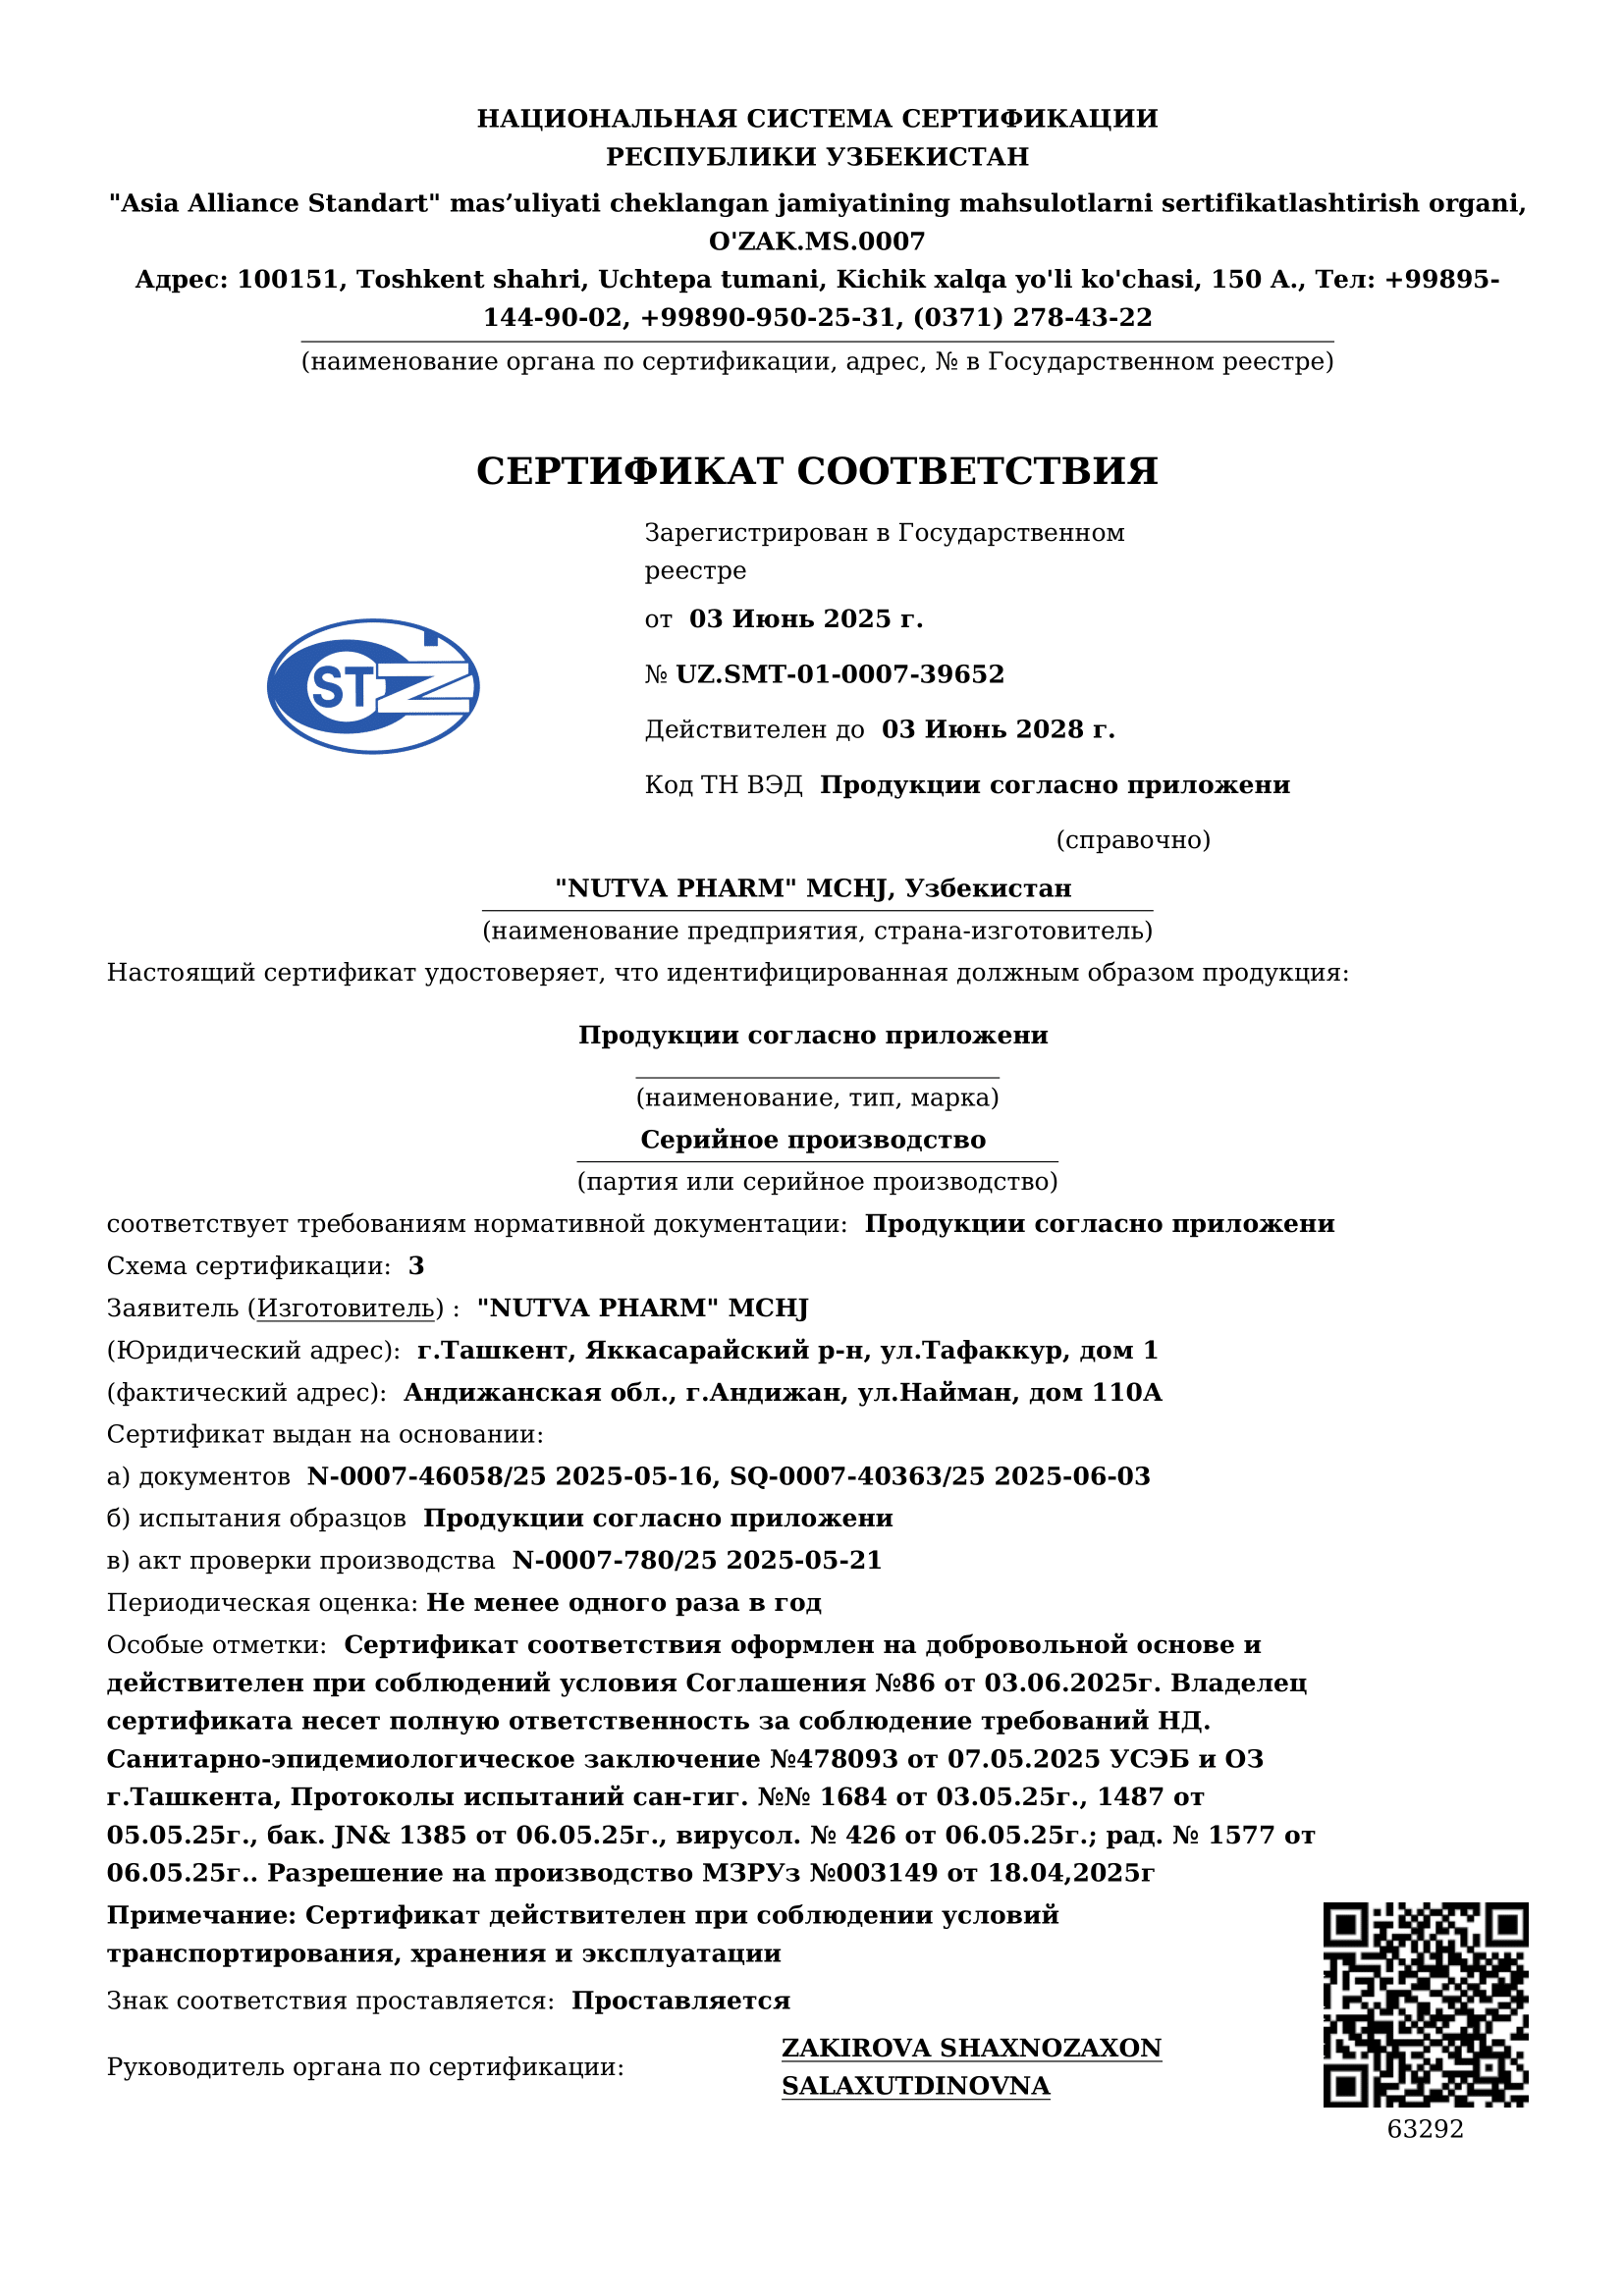 НАЦИОНАЛЬНАЯ СИСТЕМА СЕРТИФИКАЦИИ
РЕСПУБЛИКИ УЗБЕКИСТАН
"Asia Alliance Standart" mas’uliyati cheklangan jamiyatining mahsulotlarni sertifikatlashtirish organi,
O'ZAK.MS.0007
Адрес: 100151, Toshkent shahri, Uchtepa tumani, Kichik xalqa yo'li ko'chasi, 150 A., Тел: +99895-
144-90-02, +99890-950-25-31, (0371) 278-43-22
(наименование органа по сертификации, адрес, № в Государственном реестре)
СЕРТИФИКАТ СООТВЕТСТВИЯ
Зарегистрирован в Государственном
реестре
от 03 Июнь 2025 г.
ST
№ UZ.SMT-01-0007-39652
Действителен до 03 Июнь 2028 г.
Код ТН ВЭД Продукции согласно приложени
(справочно)
"NUTVA PHARM" MCHJ, Узбекистан
(наименование предприятия, страна-изготовитель)
Настоящий сертификат удостоверяет, что идентифицированная должным образом продукция:
Продукции согласно приложени
(наименование, тип, марка)
Серийное производство
(партия или серийное производство)
соответствует требованиям нормативной документации: Продукции согласно приложени
Схема сертификации: 3
Заявитель (Изготовитель) : "NUTVA PHARM" MCHJ
(Юридический адрес): г.Ташкент, Яккасарайский р-н, ул.Тафаккур, дом 1
(фактический адрес): Андижанская обл., г.Андижан, ул.Найман, дом 110А
Сертификат выдан на основании:
а) документов N-0007-46058/25 2025-05-16, SQ-0007-40363/25 2025-06-03
б) испытания образцов Продукции согласно приложени
в) акт проверки производства N-0007-780/25 2025-05-21
Периодическая оценка: Не менее одного раза в год
Особые отметки: Сертификат соответствия оформлен на добровольной основе и
действителен при соблюдений условия Соглашения №86 от 03.06.2025г. Владелец
сертификата несет полную ответственность за соблюдение требований НД.
Санитарно-эпидемиологическое заключение №478093 от 07.05.2025 УСЭБ и ОЗ
г.Ташкента, Протоколы испытаний сан-гиг. №№ 1684 от 03.05.25г., 1487 от
05.05.25г., бак. JN& 1385 от 06.05.25г., вирусол. № 426 от 06.05.25г.; рад. № 1577 от
06.05.25г.. Разрешение на производство МЗРУз №003149 от 18.04,2025г
Примечание: Сертификат действителен при соблюдении условий
транспортирования, хранения и эксплуатации
Знак соответствия проставляется: Проставляется
Руководитель органа по сертификации:
ZAKIROVA SHAXNOZAXON
SALAXUTDINOVNA
63292